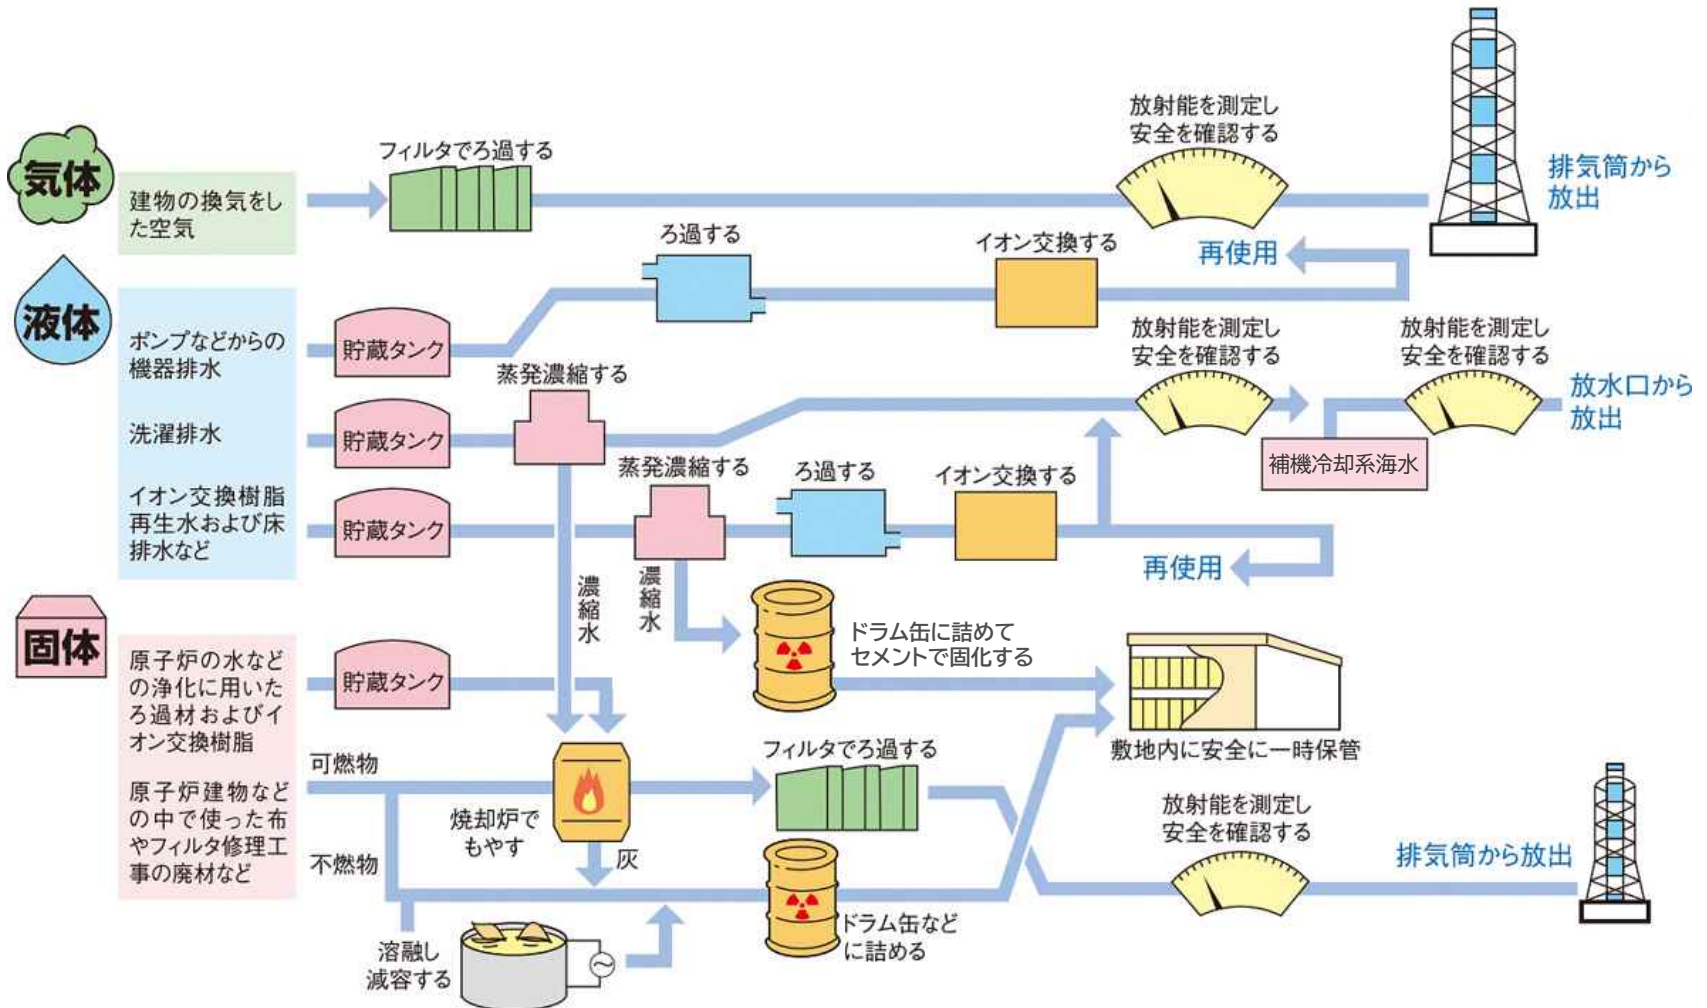 気体
建物の換気をし
た空気
フィルタでろ過する
放射能を測定し
安全を確認する
排気筒から
放出
液体
ポンプなどからの
機器排水
貯蔵タンク
ろ過する
イオン交換する
再使用
洗濯排水
貯蔵タンク
蒸発濃縮する
放射能を測定し
安全を確認する
放射能を測定し
安全を確認する
放水口から
放出
補機冷却系海水
イオン交換樹脂
再生水および床
排水など
貯蔵タンク
蒸発濃縮する
ろ過する
イオン交換する
再使用
濃縮水
濃縮水
ドラム缶に詰めて
セメントで固化する
固体
原子炉の水など
の浄化に用いた
ろ過材およびイ
オン交換樹脂
貯蔵タンク
敷地内に安全に一時保管
原子炉建物など
の中で使った布
やフィルタ修理工
事の廃材など
可燃物
不燃物
焼却炉で
もやす
灰
フィルタでろ過する
放射能を測定し
安全を確認する
排気筒から放出
溶融し
減容する
ドラム缶など
に詰める